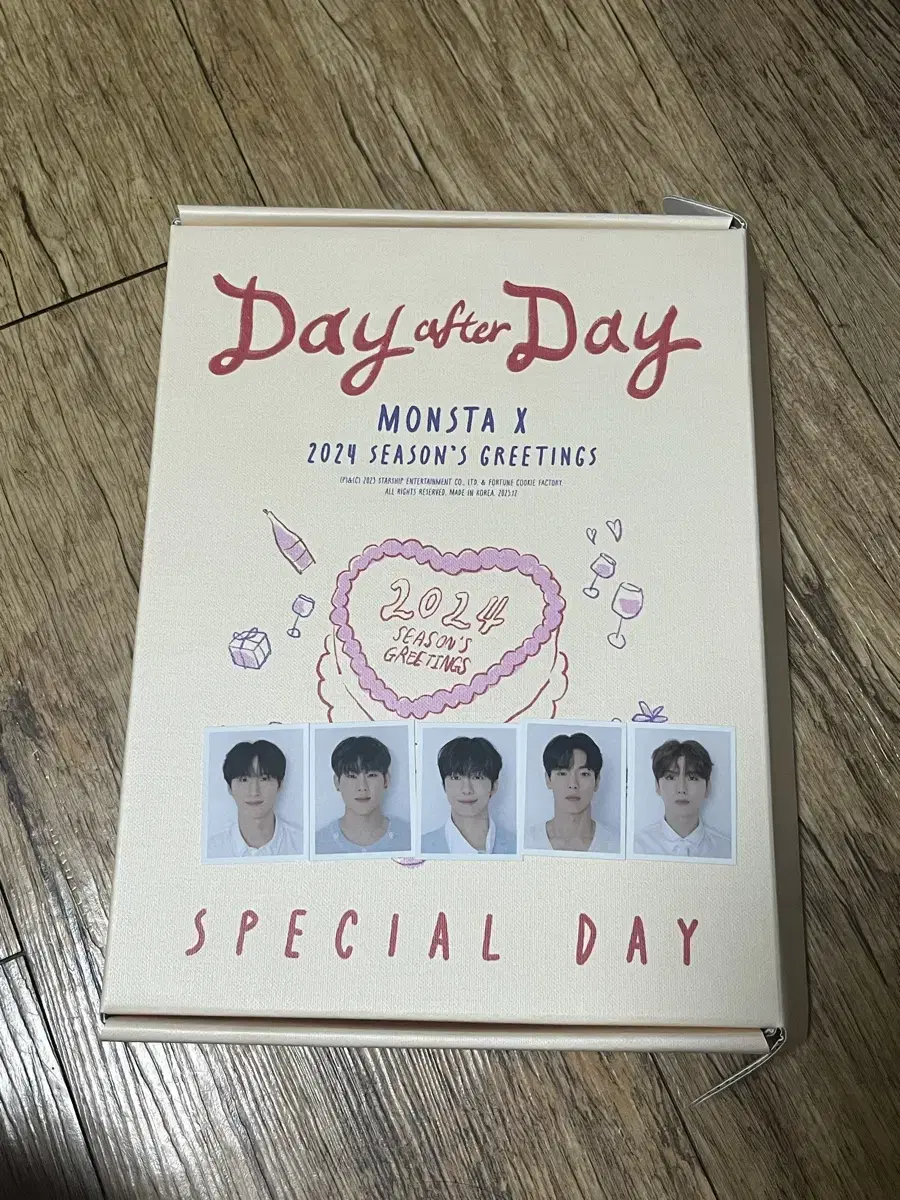 Day after Day
MONSTA X
2024 SEASON'S GREETINGS
(P)&(C) 2023 STARSHIP ENTERTAINMENT CO., LTD. & FORTUNE COOKIE FACTORY.
ALL RIGHTS RESERVED. MADE IN KOREA. 2023.12
2024
SEASON'S
GREETINGS
SPECIAL DAY